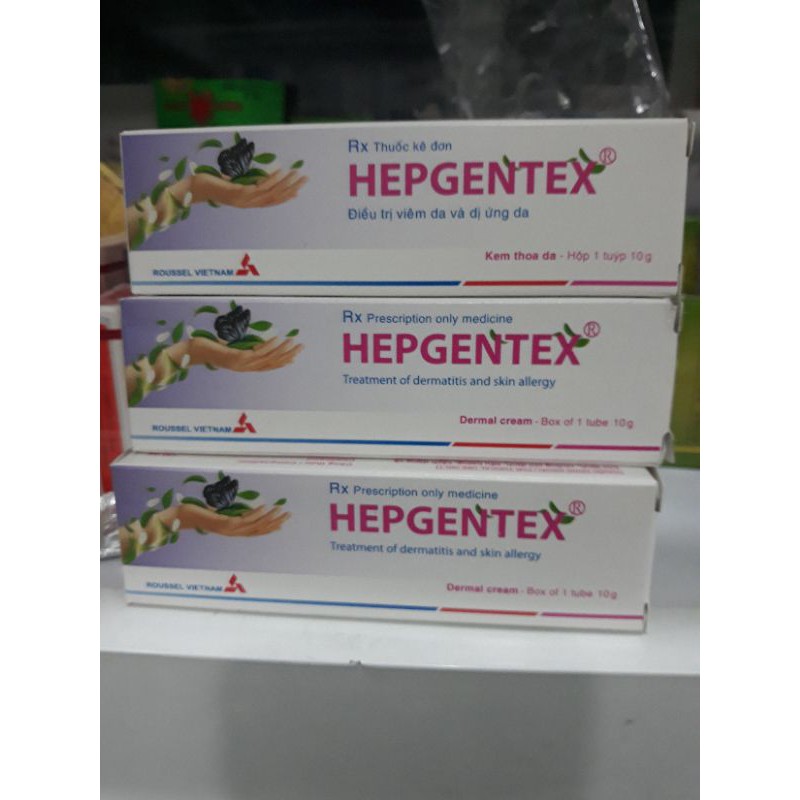 Rx Thuốc kê đơn
HEPGENTEX®
Điều trị viêm da và dị ứng da
Kem thoa da - Hộp 1 tuýp 10g
ROUSSEL VIETNAM
Rx Prescription only medicine
HEPGENTEX®
Treatment of dermatitis and skin allergy
Dermal cream - Box of 1 tube 10g
ROUSSEL VIETNAM
Rx Prescription only medicine
HEPGENTEX®
Treatment of dermatitis and skin allergy
Dermal cream - Box of 1 tube 10g
ROUSSEL VIETNAM